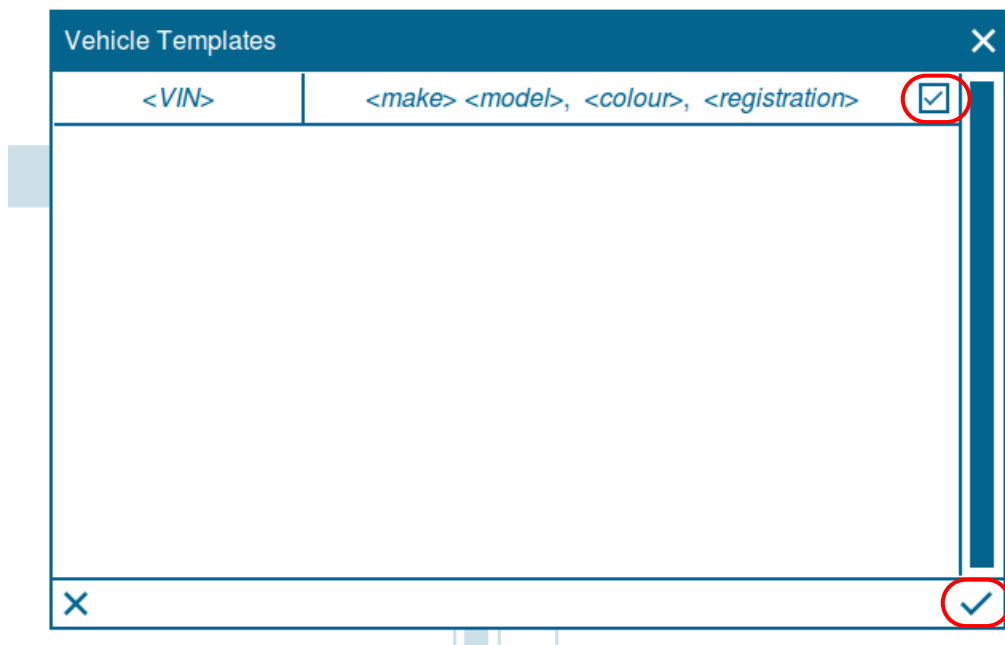 Vehicle Templates
<VIN> <make> <model>, <colour>, <registration>